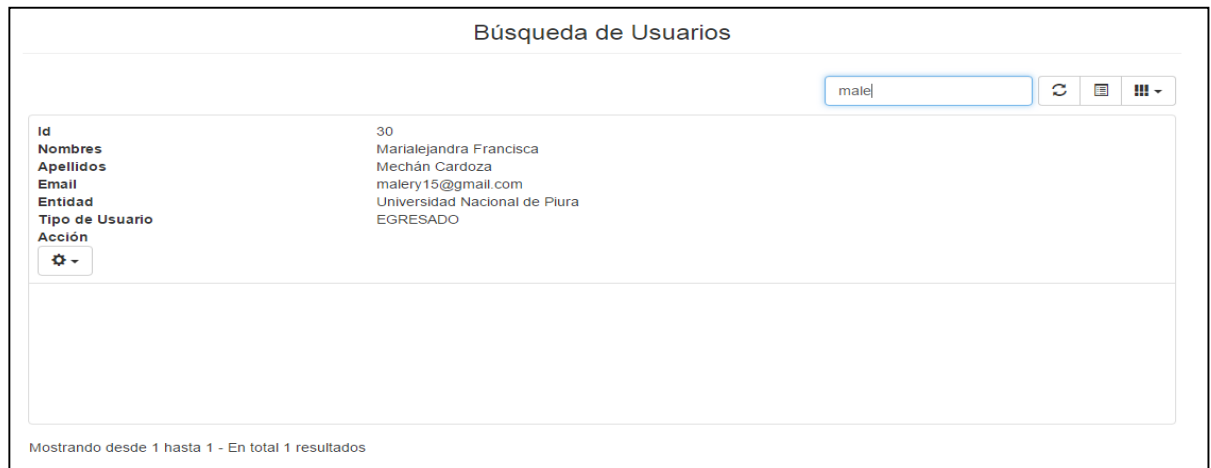 Búsqueda de Usuarios
male
Id 30
Nombres Marialejandra Francisca
Apellidos Mechán Cardoza
Email malery15@gmail.com
Entidad Universidad Nacional de Piura
Tipo de Usuario EGRESADO
Acción
Mostrando desde 1 hasta 1 - En total 1 resultados